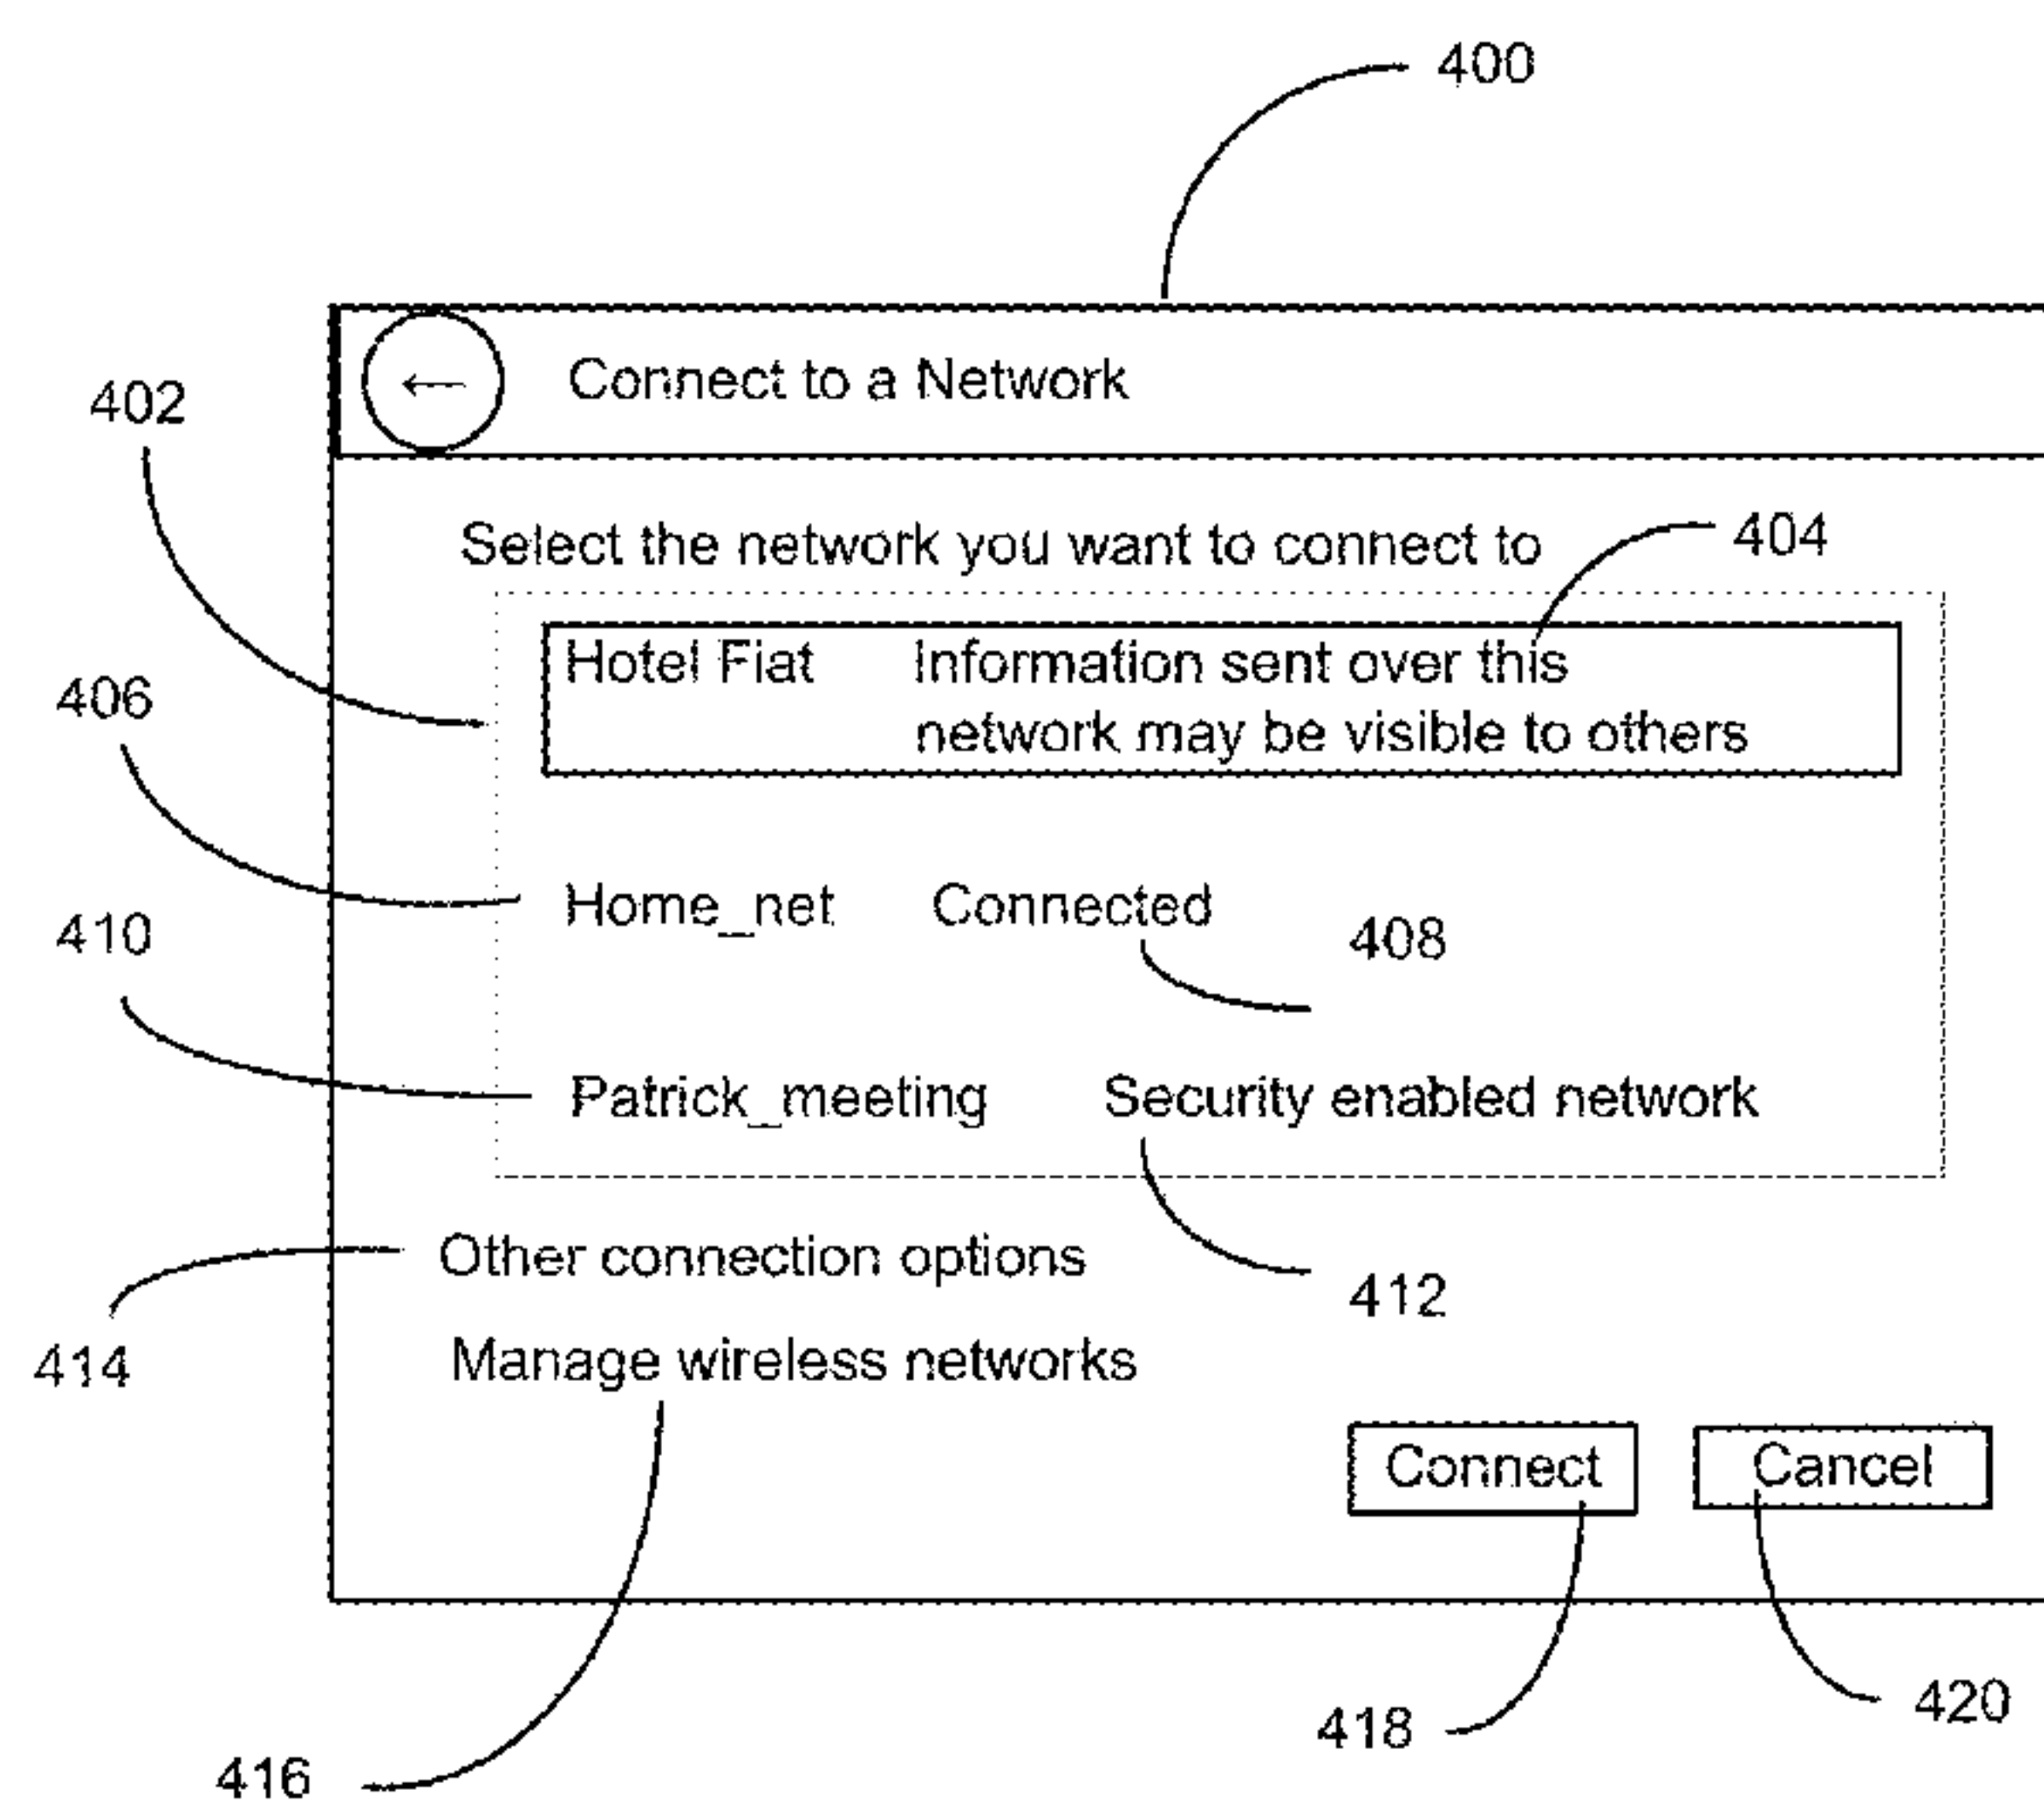 400
← Connect to a Network
402
Select the network you want to connect to
404
Hotel Fiat Information sent over this
network may be visible to others
406
Home_net Connected
410
408
Patrick_meeting Security enabled network
Other connection options
412
414
Manage wireless networks
Connect Cancel
418
420
416